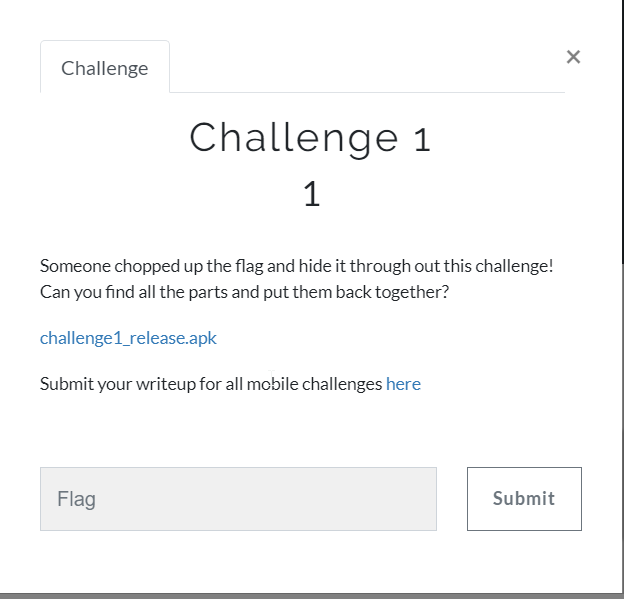 Challenge
×
Challenge 1
1
Someone chopped up the flag and hide it through out this challenge!
Can you find all the parts and put them back together?
challenge1_release.apk
Submit your writeup for all mobile challenges here
Flag
Submit